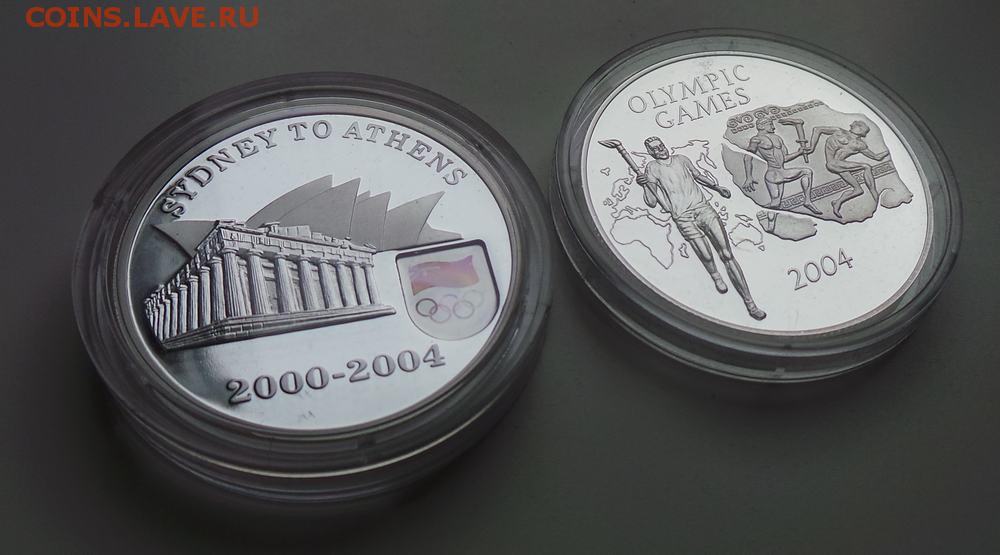 COINS.LAVE.RU
SYDNEY TO ATHENS
2000-2004
OLYMPIC
GAMES
2004